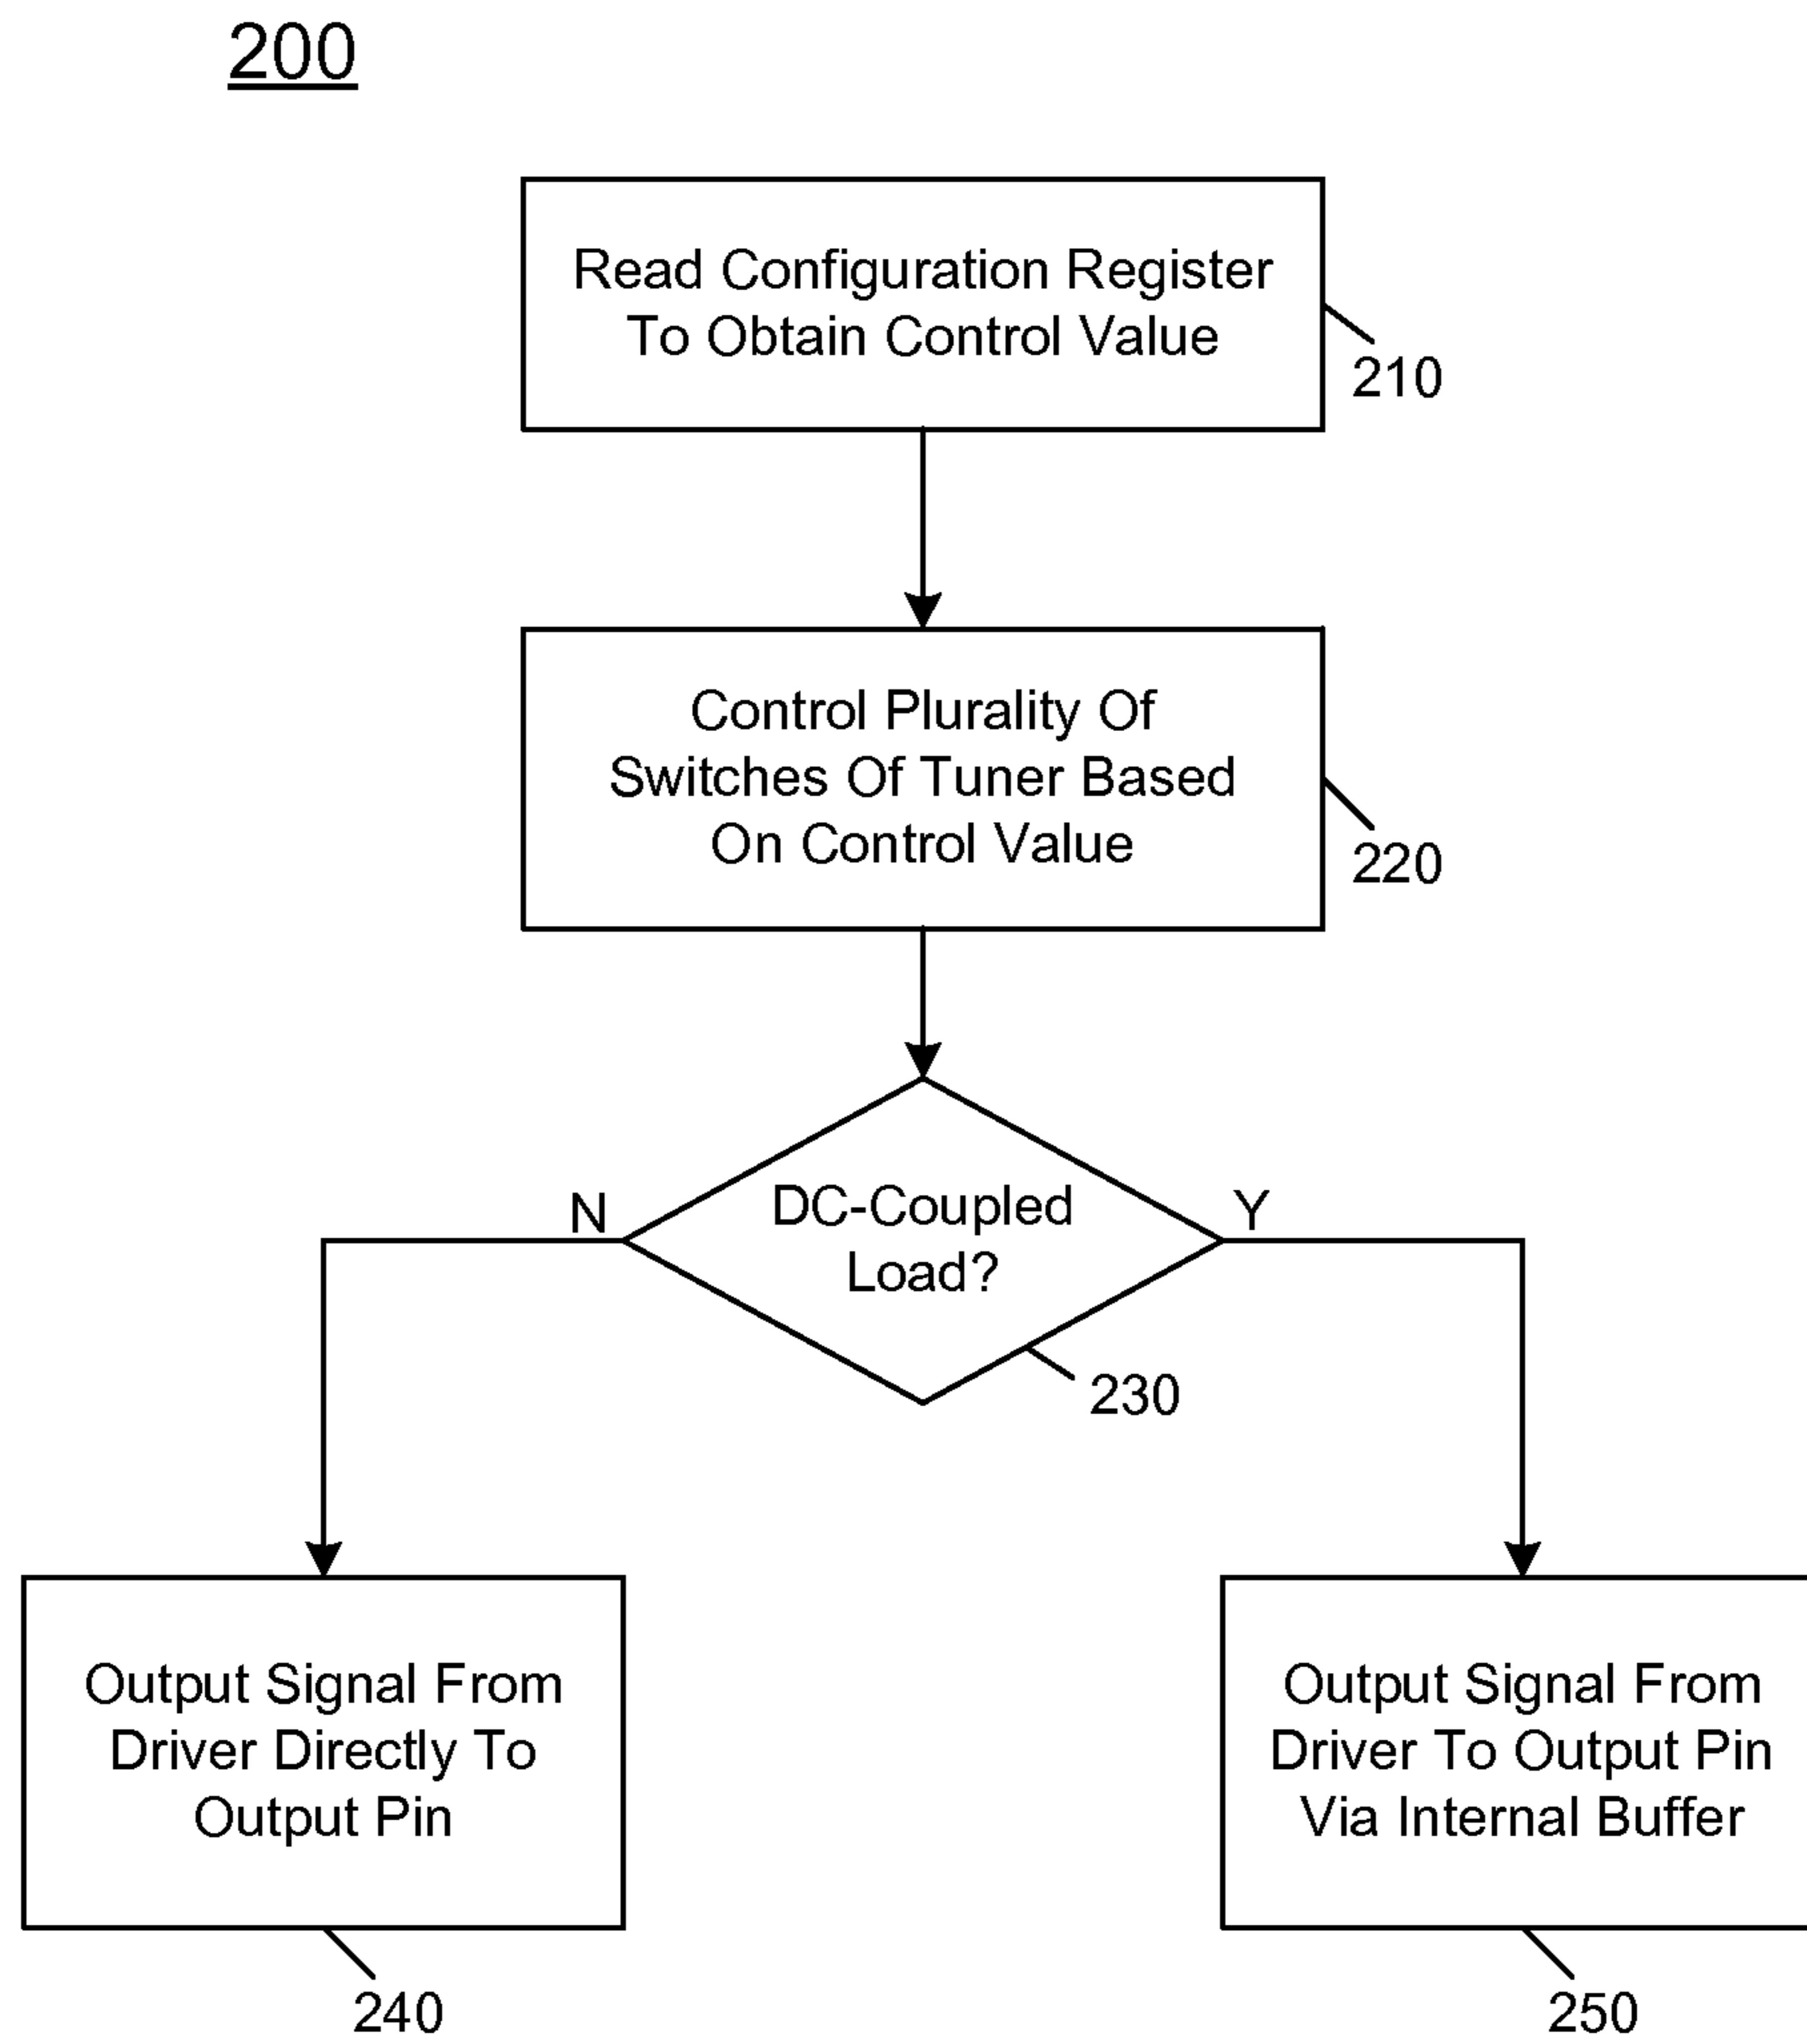 200
Read Configuration Register
To Obtain Control Value
210
Control Plurality Of
Switches Of Tuner Based
On Control Value
220
N
DC-Coupled
Load?
Y
230
Output Signal From
Driver Directly To
Output Pin
240
Output Signal From
Driver To Output Pin
Via Internal Buffer
250